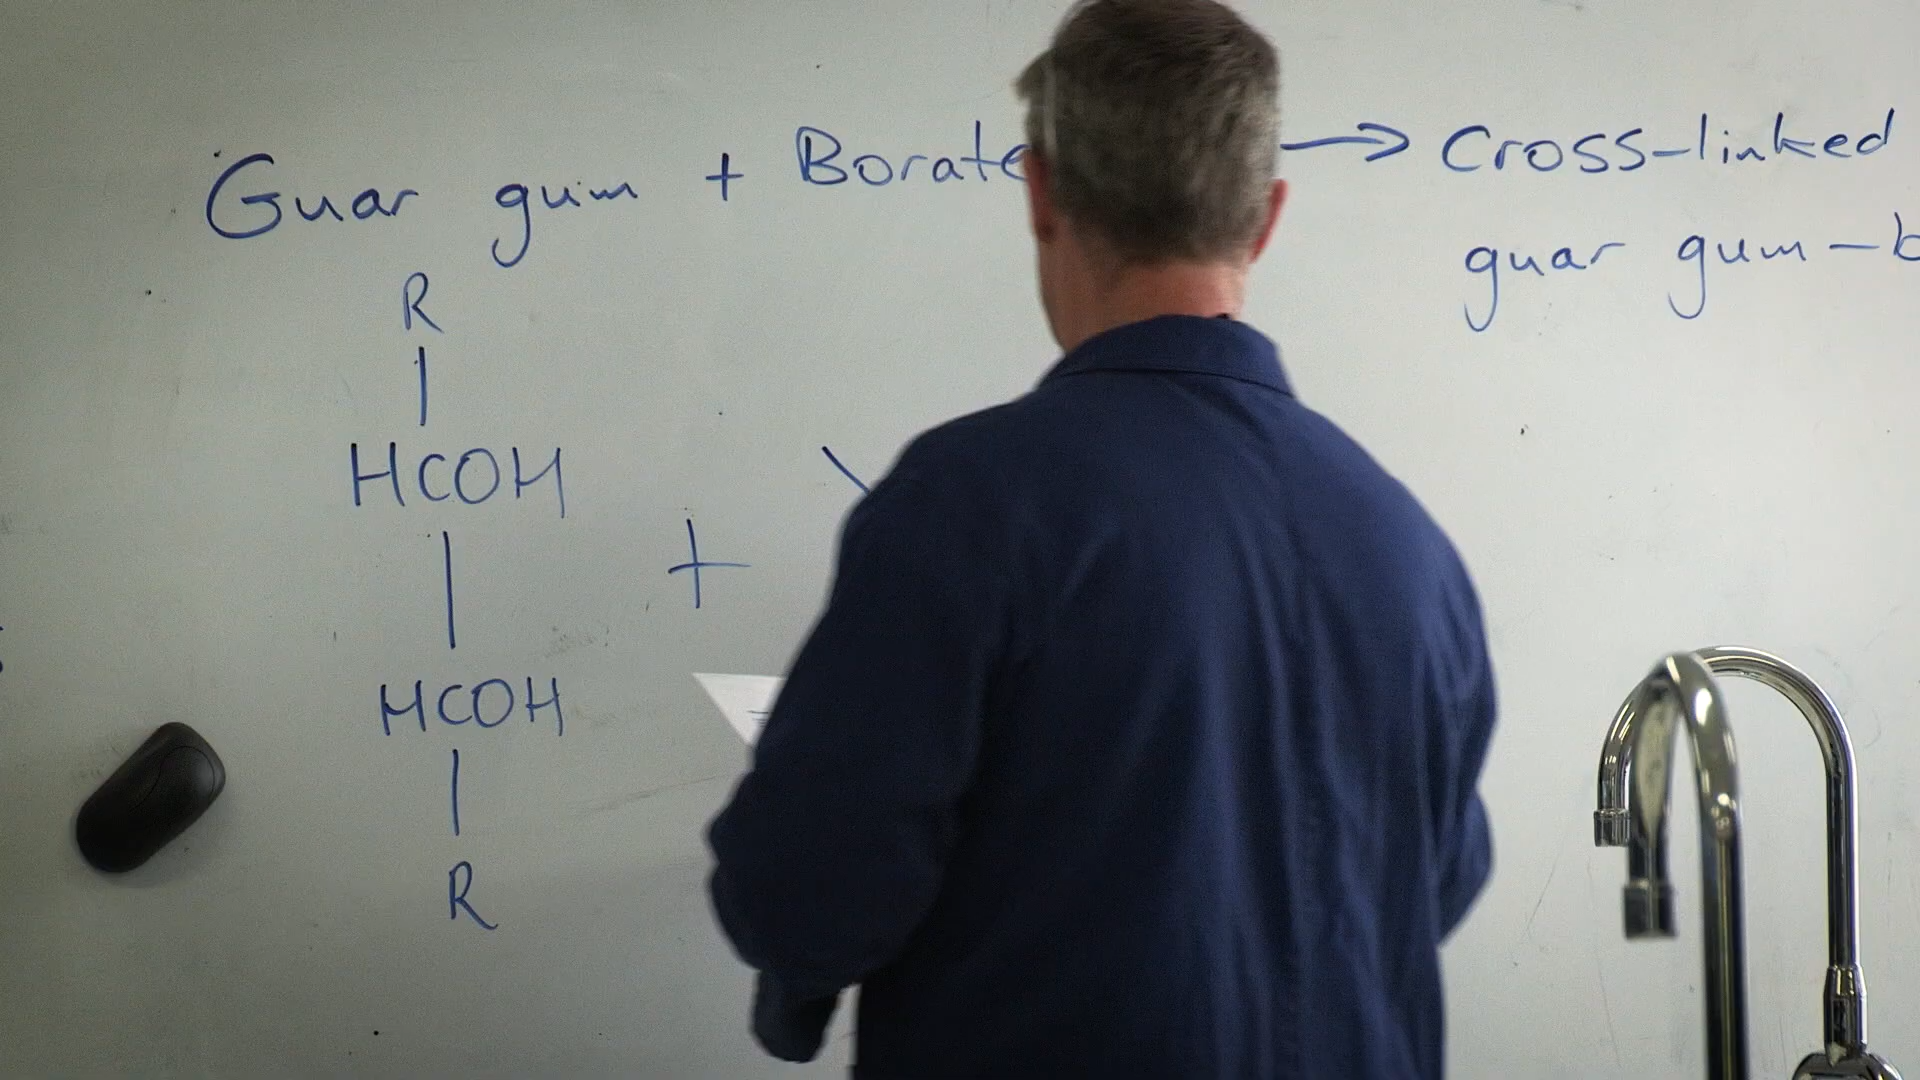 Guar gum + Borate → Cross-linked
guar gum –
R
HCOH
+
HCOH
R